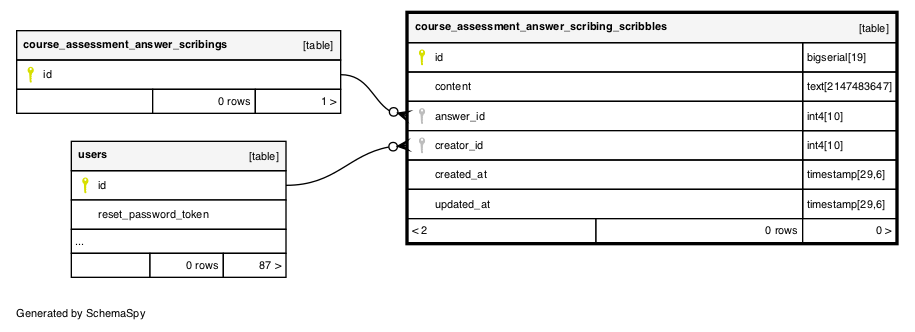 course_assessment_answer_scribings [table]
id
0 rows 1 >
users [table]
id
reset_password_token
...
0 rows 87 >
course_assessment_answer_scribing_scribbles [table]
id bigserial[19]
content text[2147483647]
answer_id int4[10]
creator_id int4[10]
created_at timestamp[29,6]
updated_at timestamp[29,6]
< 2 0 rows 0 >
Generated by SchemaSpy